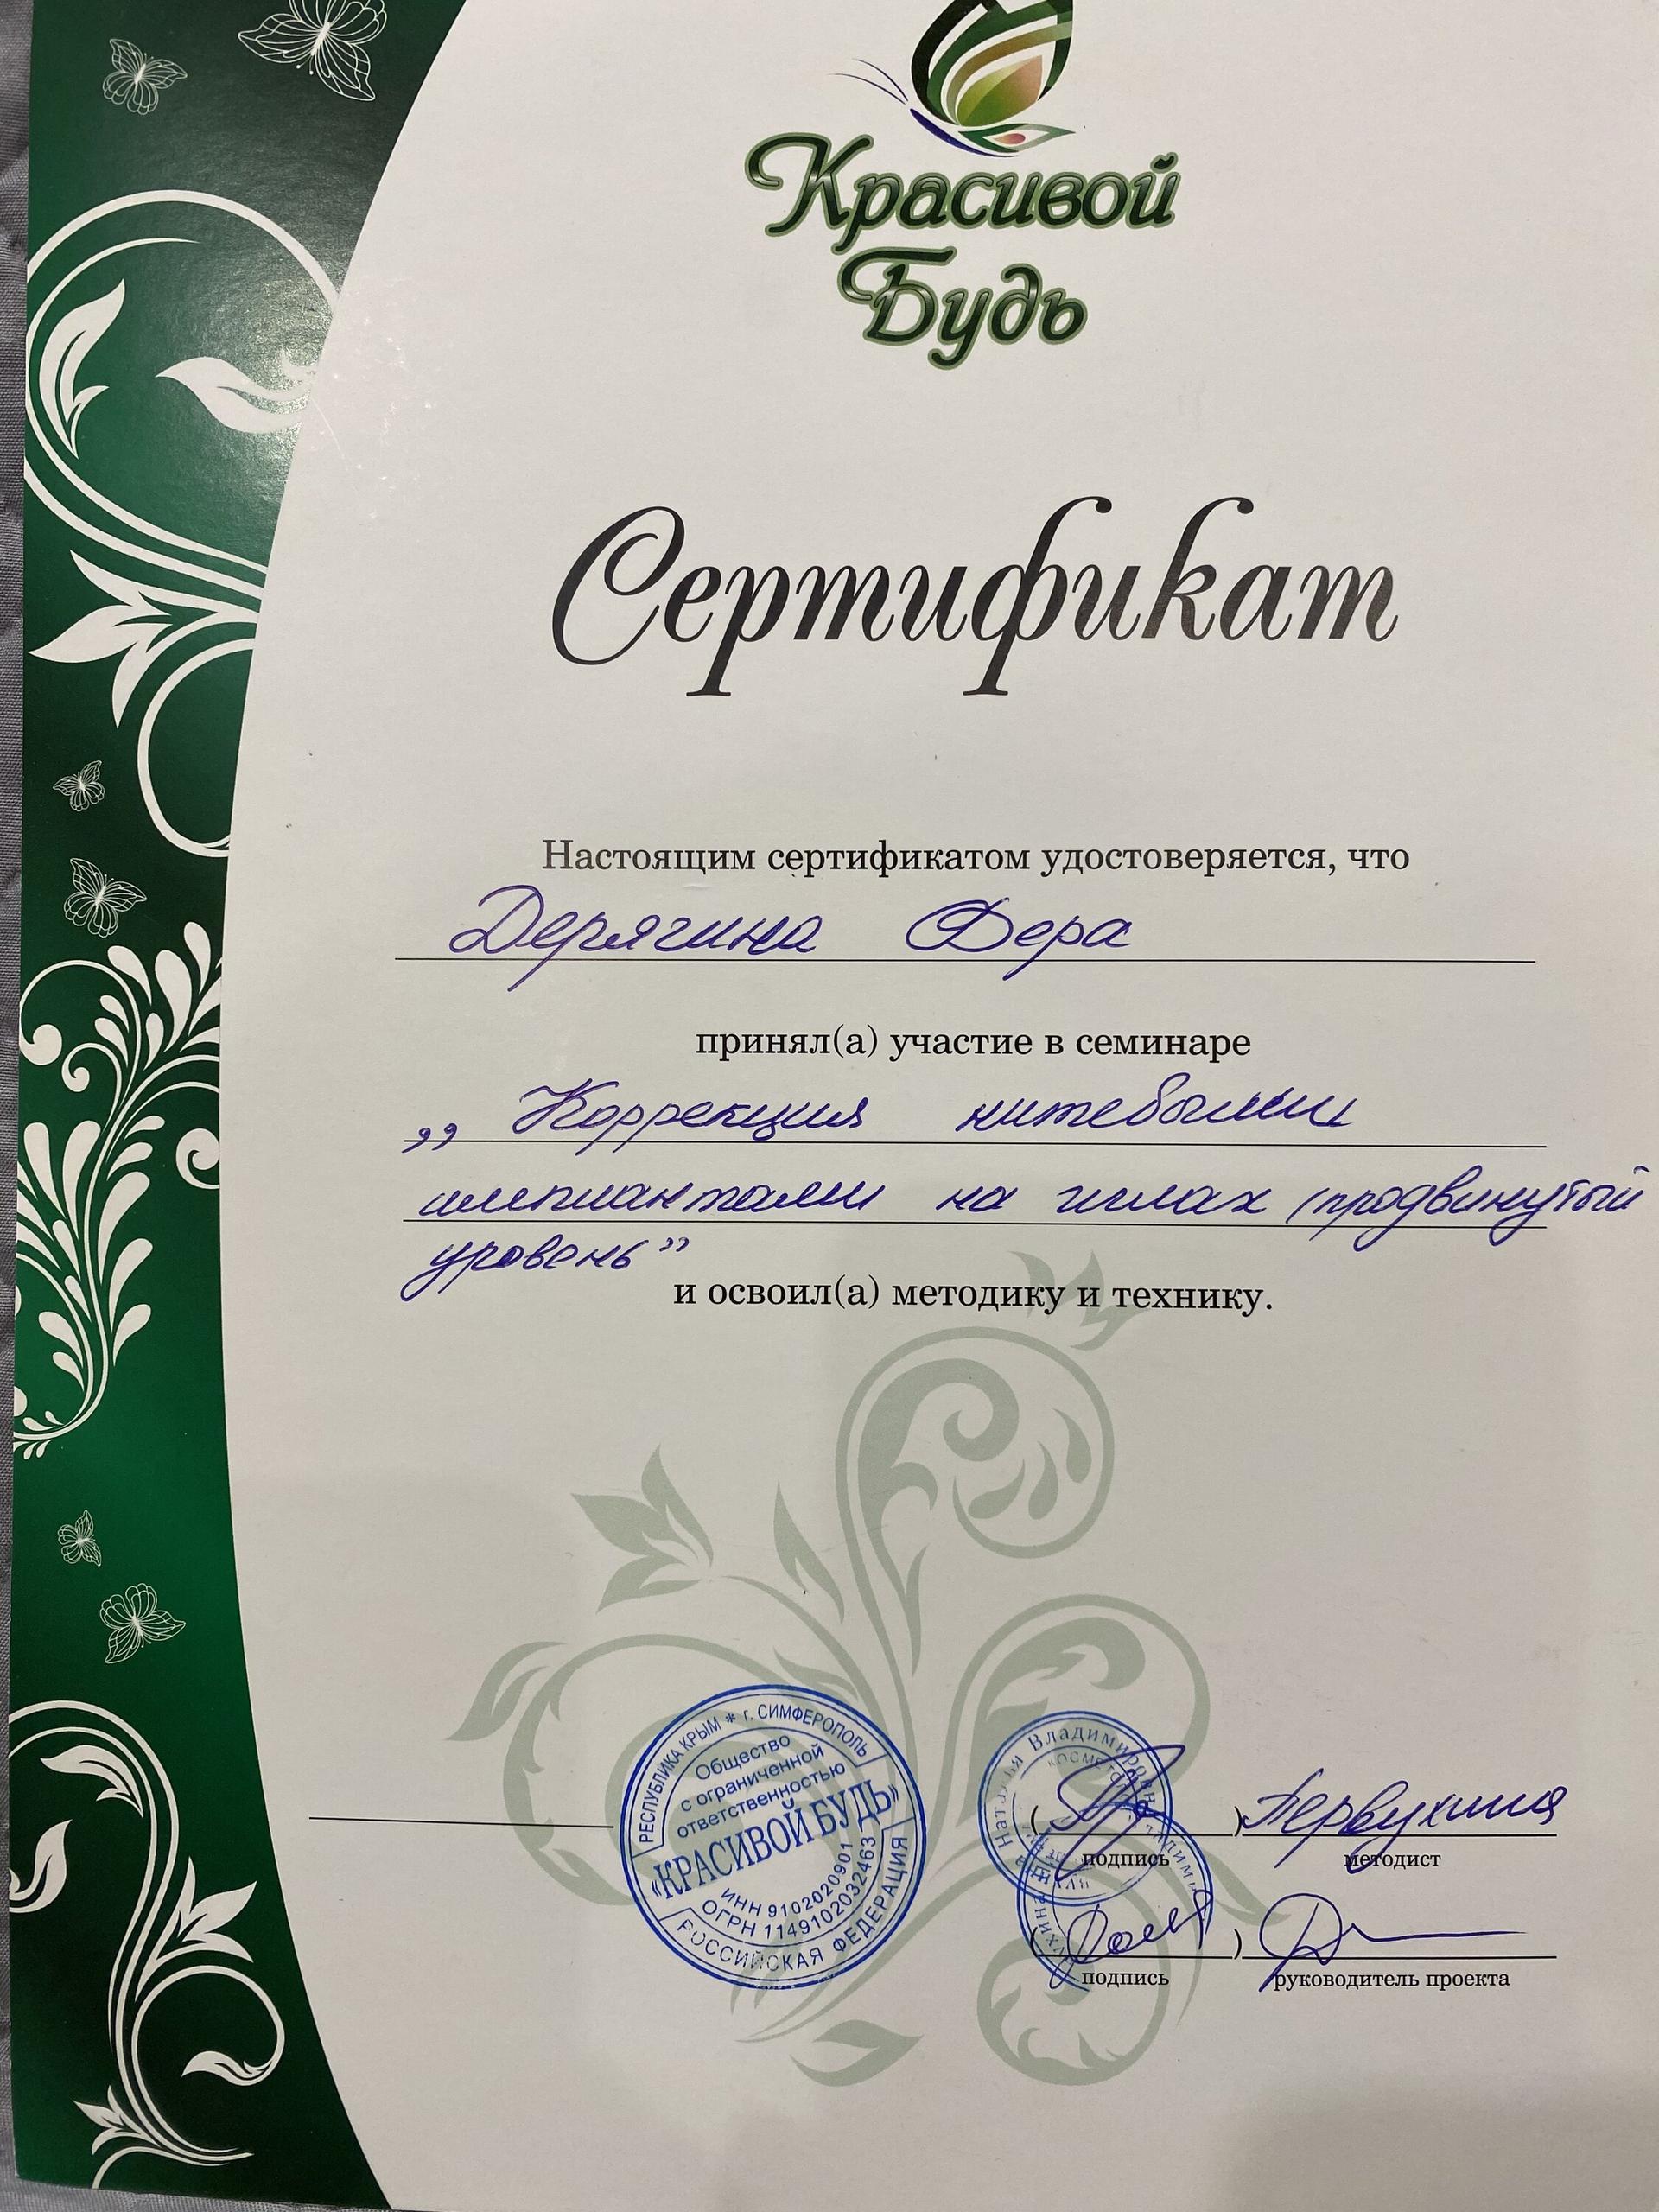 Красивой
Будь
Сертификат
Настоящим сертификатом удостоверяется, что
Дерягина Фера
принял(а) участие в семинаре
„ Коррекция нитевыми
имплантами на иглах (продвинутый
уровень”
и освоил(а) методику и технику.
РЕСПУБЛИКА КРЫМ * г. СИМФЕРОПОЛЬ
Общество
с ограниченной
ответственностью
«КРАСИВОЙ БУДЬ»
ИНН 9102020901
ОГРН 1149102032463
РОССИЙСКАЯ ФЕДЕРАЦИЯ
( ) Первухина
подпись методист
( )
подпись руководитель проекта